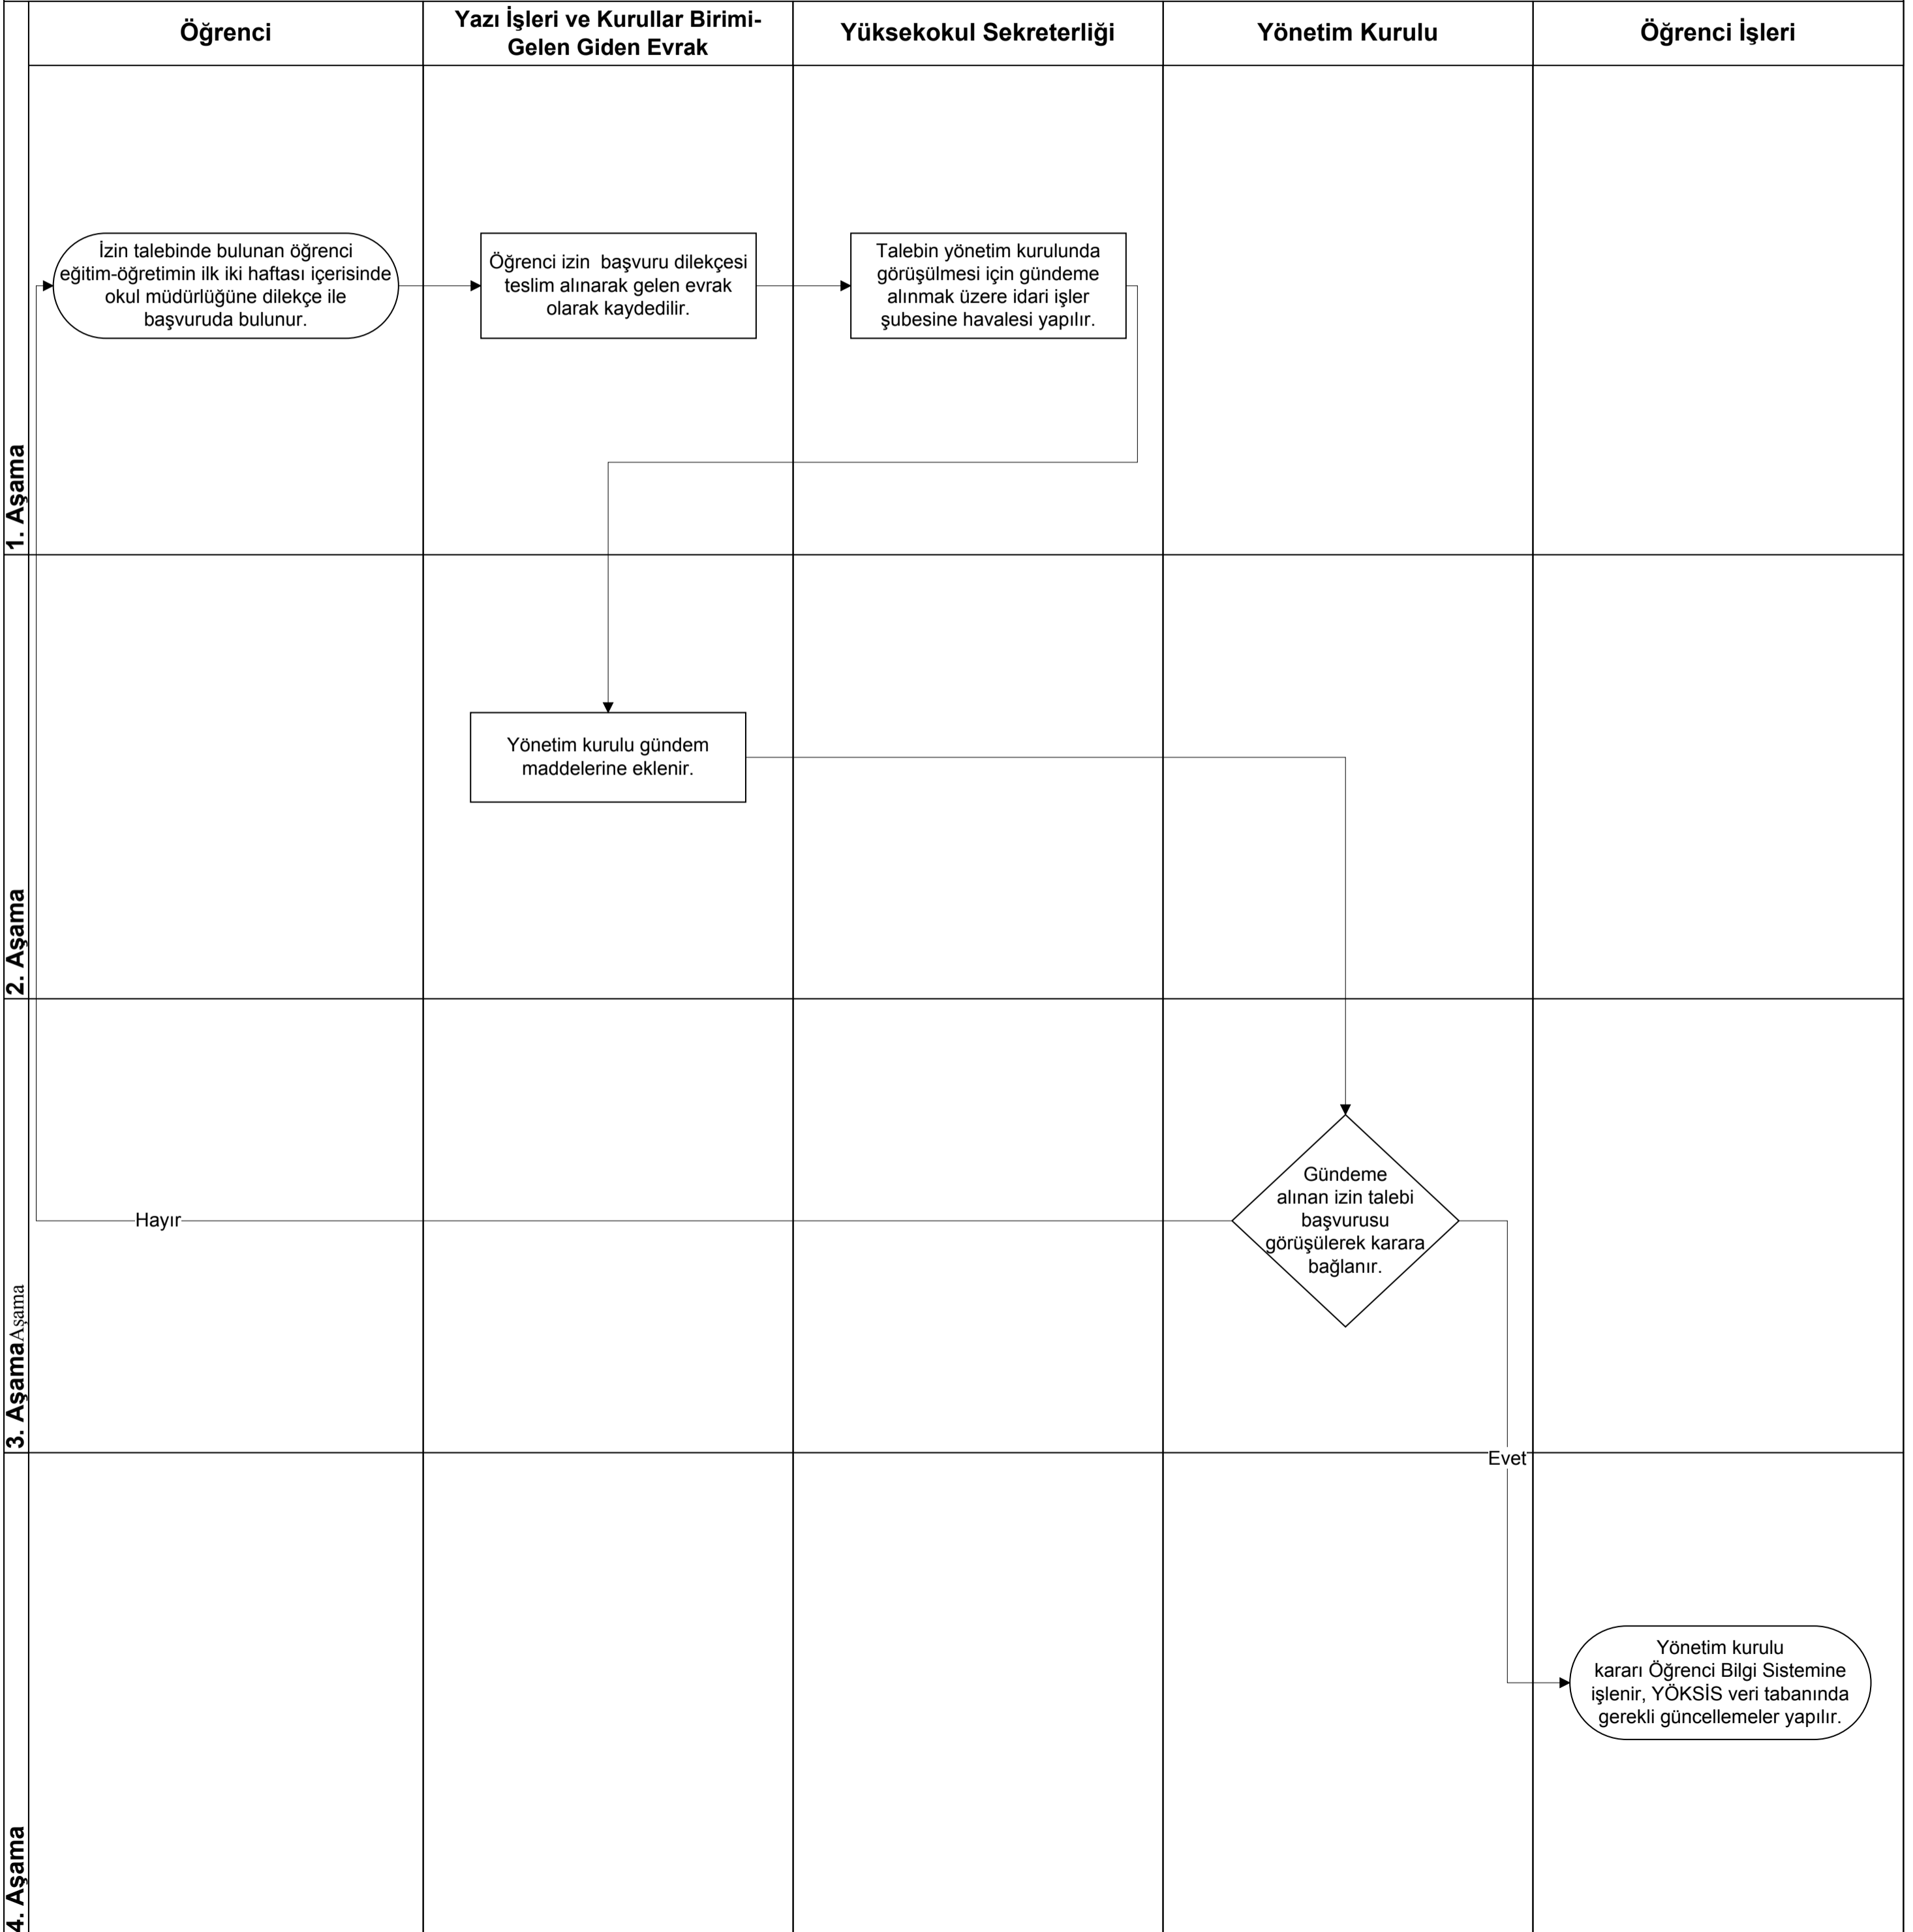 Öğrenci
Yazı İşleri ve Kurullar Birimi-
Gelen Giden Evrak
Yüksekokul Sekreterliği
Yönetim Kurulu
Öğrenci İşleri
1. Aşama
İzin talebinde bulunan öğrenci
eğitim-öğretimin ilk iki haftası içerisinde
okul müdürlüğüne dilekçe ile
başvuruda bulunur.
Öğrenci izin  başvuru dilekçesi
teslim alınarak gelen evrak
olarak kaydedilir.
Talebin yönetim kurulunda
görüşülmesi için gündeme
alınmak üzere idari işler
şubesine havalesi yapılır.
2. Aşama
Yönetim kurulu gündem
maddelerine eklenir.
3. AşamaAşama
Gündeme
alınan izin talebi
başvurusu
görüşülerek karara
bağlanır.
Hayır
Evet
4. Aşama
Yönetim kurulu
kararı Öğrenci Bilgi Sistemine
işlenir, YÖKSİS veri tabanında
gerekli güncellemeler yapılır.